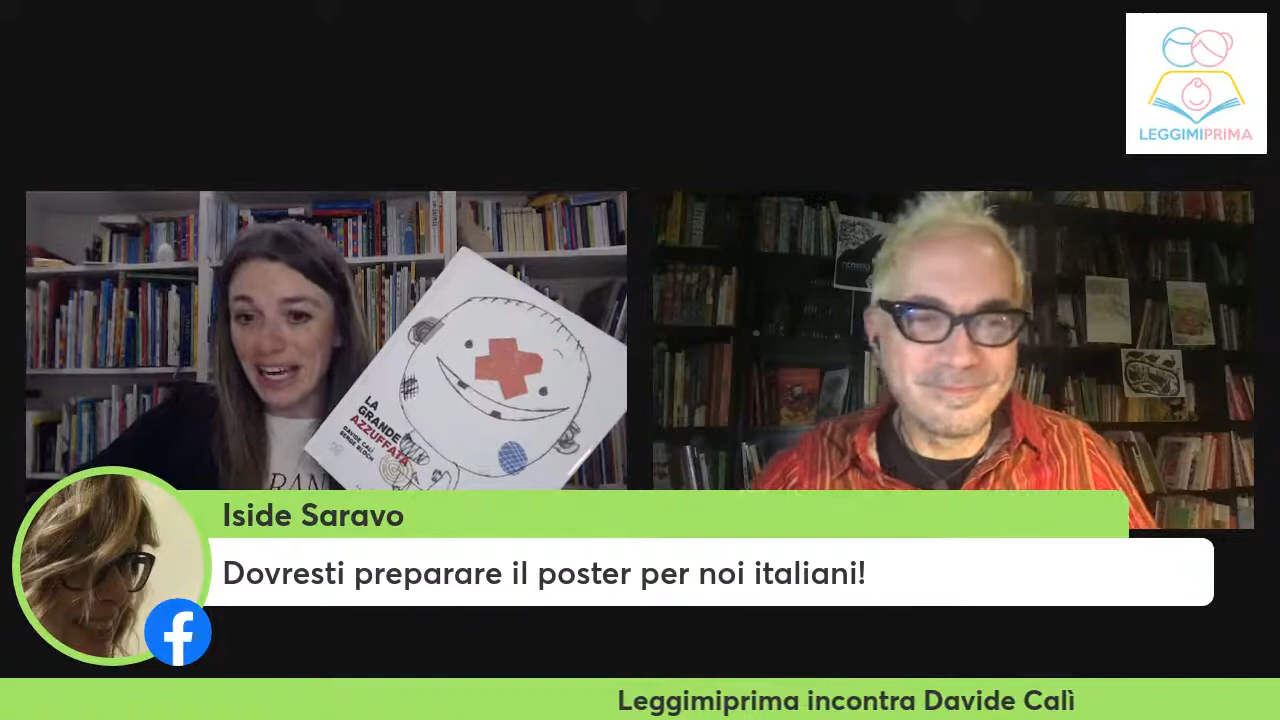 LEGGIMIPRIMA
LA
GRANDE
AZZUFFATA
DAVIDE CALÌ
SERGE BLOCH
RAN
Iside Saravo
Dovresti preparare il poster per noi italiani!
Leggimiprima incontra Davide Calì